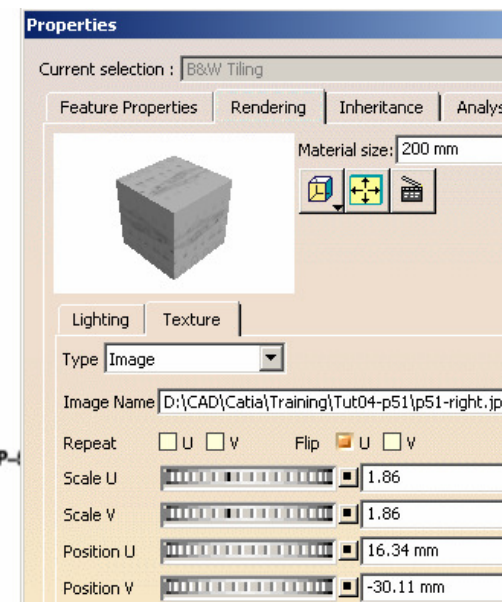 Properties
Current selection : B&W Tiling
Feature Properties Rendering Inheritance Analys
Material size: 200 mm
Lighting Texture
Type Image
Image Name D:\CAD\Catia\Training\Tut04-p51\p51-right.jp
Repeat U V Flip U V
Scale U 1.86
Scale V 1.86
Position U 16.34 mm
Position V -30.11 mm